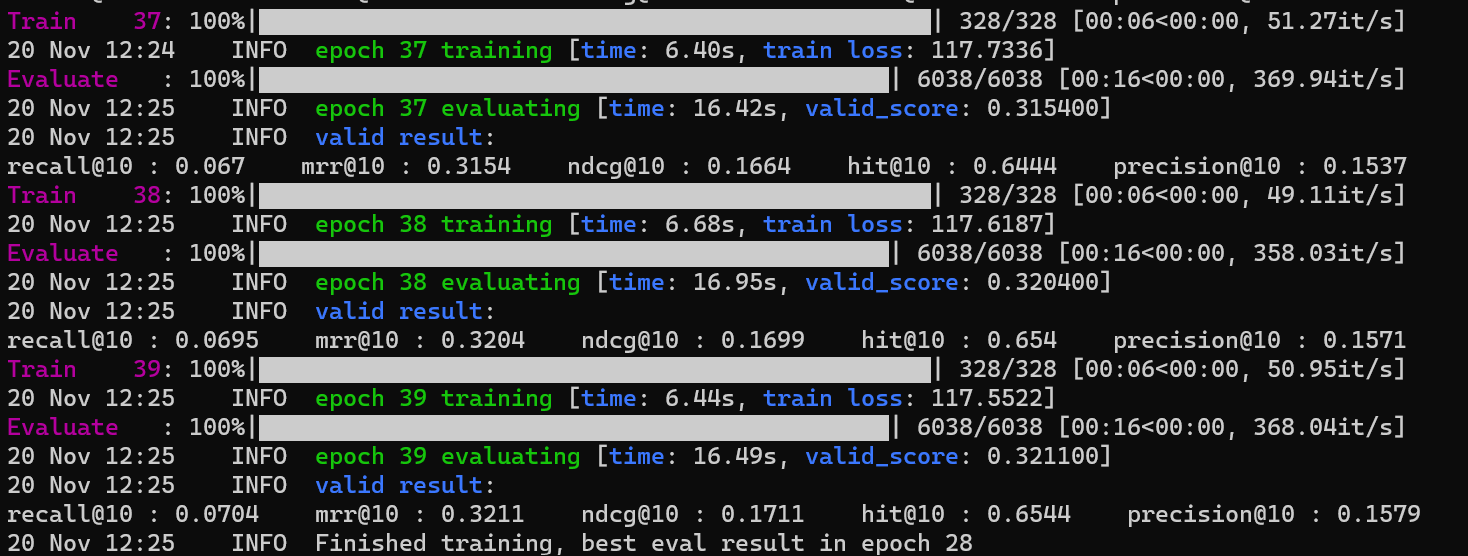 Train    37: 100%|                                                | 328/328 [00:06<00:00, 51.27it/s]
20 Nov 12:24    INFO  epoch 37 training [time: 6.40s, train loss: 117.7336]
Evaluate   : 100%|                                             | 6038/6038 [00:16<00:00, 369.94it/s]
20 Nov 12:25    INFO  epoch 37 evaluating [time: 16.42s, valid_score: 0.315400]
20 Nov 12:25    INFO  valid result:
recall@10 : 0.067    mrr@10 : 0.3154    ndcg@10 : 0.1664    hit@10 : 0.6444    precision@10 : 0.1537
Train    38: 100%|                                                | 328/328 [00:06<00:00, 49.11it/s]
20 Nov 12:25    INFO  epoch 38 training [time: 6.68s, train loss: 117.6187]
Evaluate   : 100%|                                             | 6038/6038 [00:16<00:00, 358.03it/s]
20 Nov 12:25    INFO  epoch 38 evaluating [time: 16.95s, valid_score: 0.320400]
20 Nov 12:25    INFO  valid result:
recall@10 : 0.0695    mrr@10 : 0.3204    ndcg@10 : 0.1699    hit@10 : 0.654    precision@10 : 0.1571
Train    39: 100%|                                                | 328/328 [00:06<00:00, 50.95it/s]
20 Nov 12:25    INFO  epoch 39 training [time: 6.44s, train loss: 117.5522]
Evaluate   : 100%|                                             | 6038/6038 [00:16<00:00, 368.04it/s]
20 Nov 12:25    INFO  epoch 39 evaluating [time: 16.49s, valid_score: 0.321100]
20 Nov 12:25    INFO  valid result:
recall@10 : 0.0704    mrr@10 : 0.3211    ndcg@10 : 0.1711    hit@10 : 0.6544    precision@10 : 0.1579
20 Nov 12:25    INFO  Finished training, best eval result in epoch 28